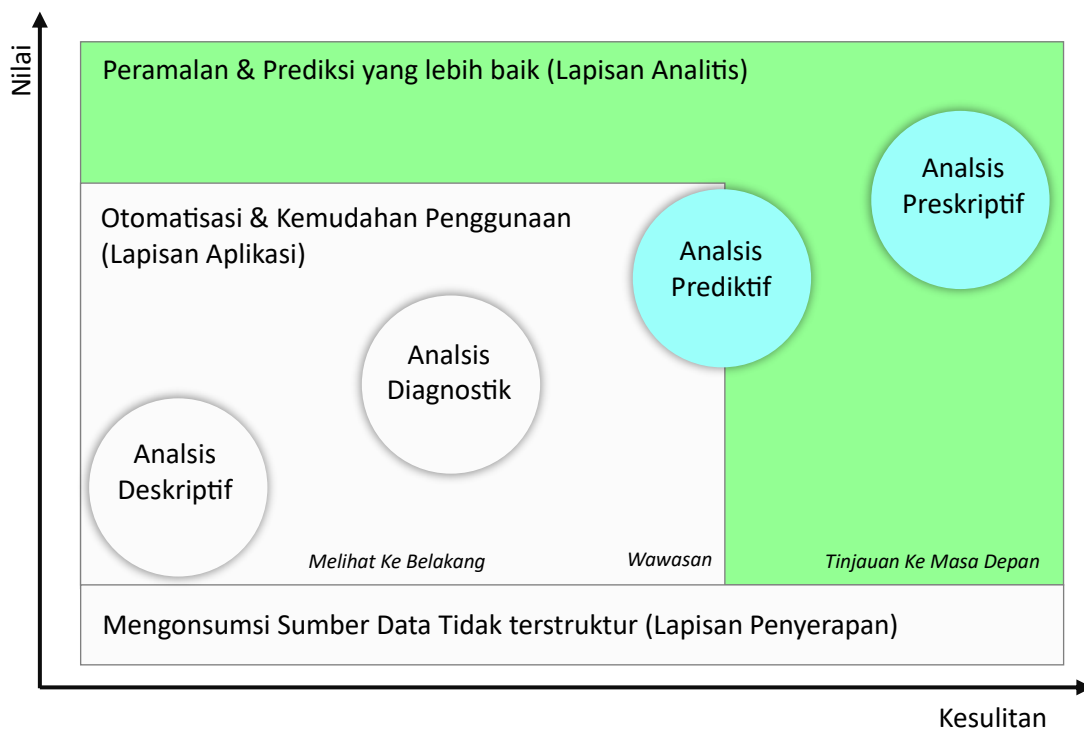 Nilai
Peramalan & Prediksi yang lebih baik (Lapisan Analitis)
Analsis
Preskriptif
Otomatisasi & Kemudahan Penggunaan
(Lapisan Aplikasi)
Analsis
Prediktif
Analsis
Diagnostik
Analsis
Deskriptif
Melihat Ke Belakang
Wawasan
Tinjauan Ke Masa Depan
Mengonsumsi Sumber Data Tidak terstruktur (Lapisan Penyerapan)
Kesulitan